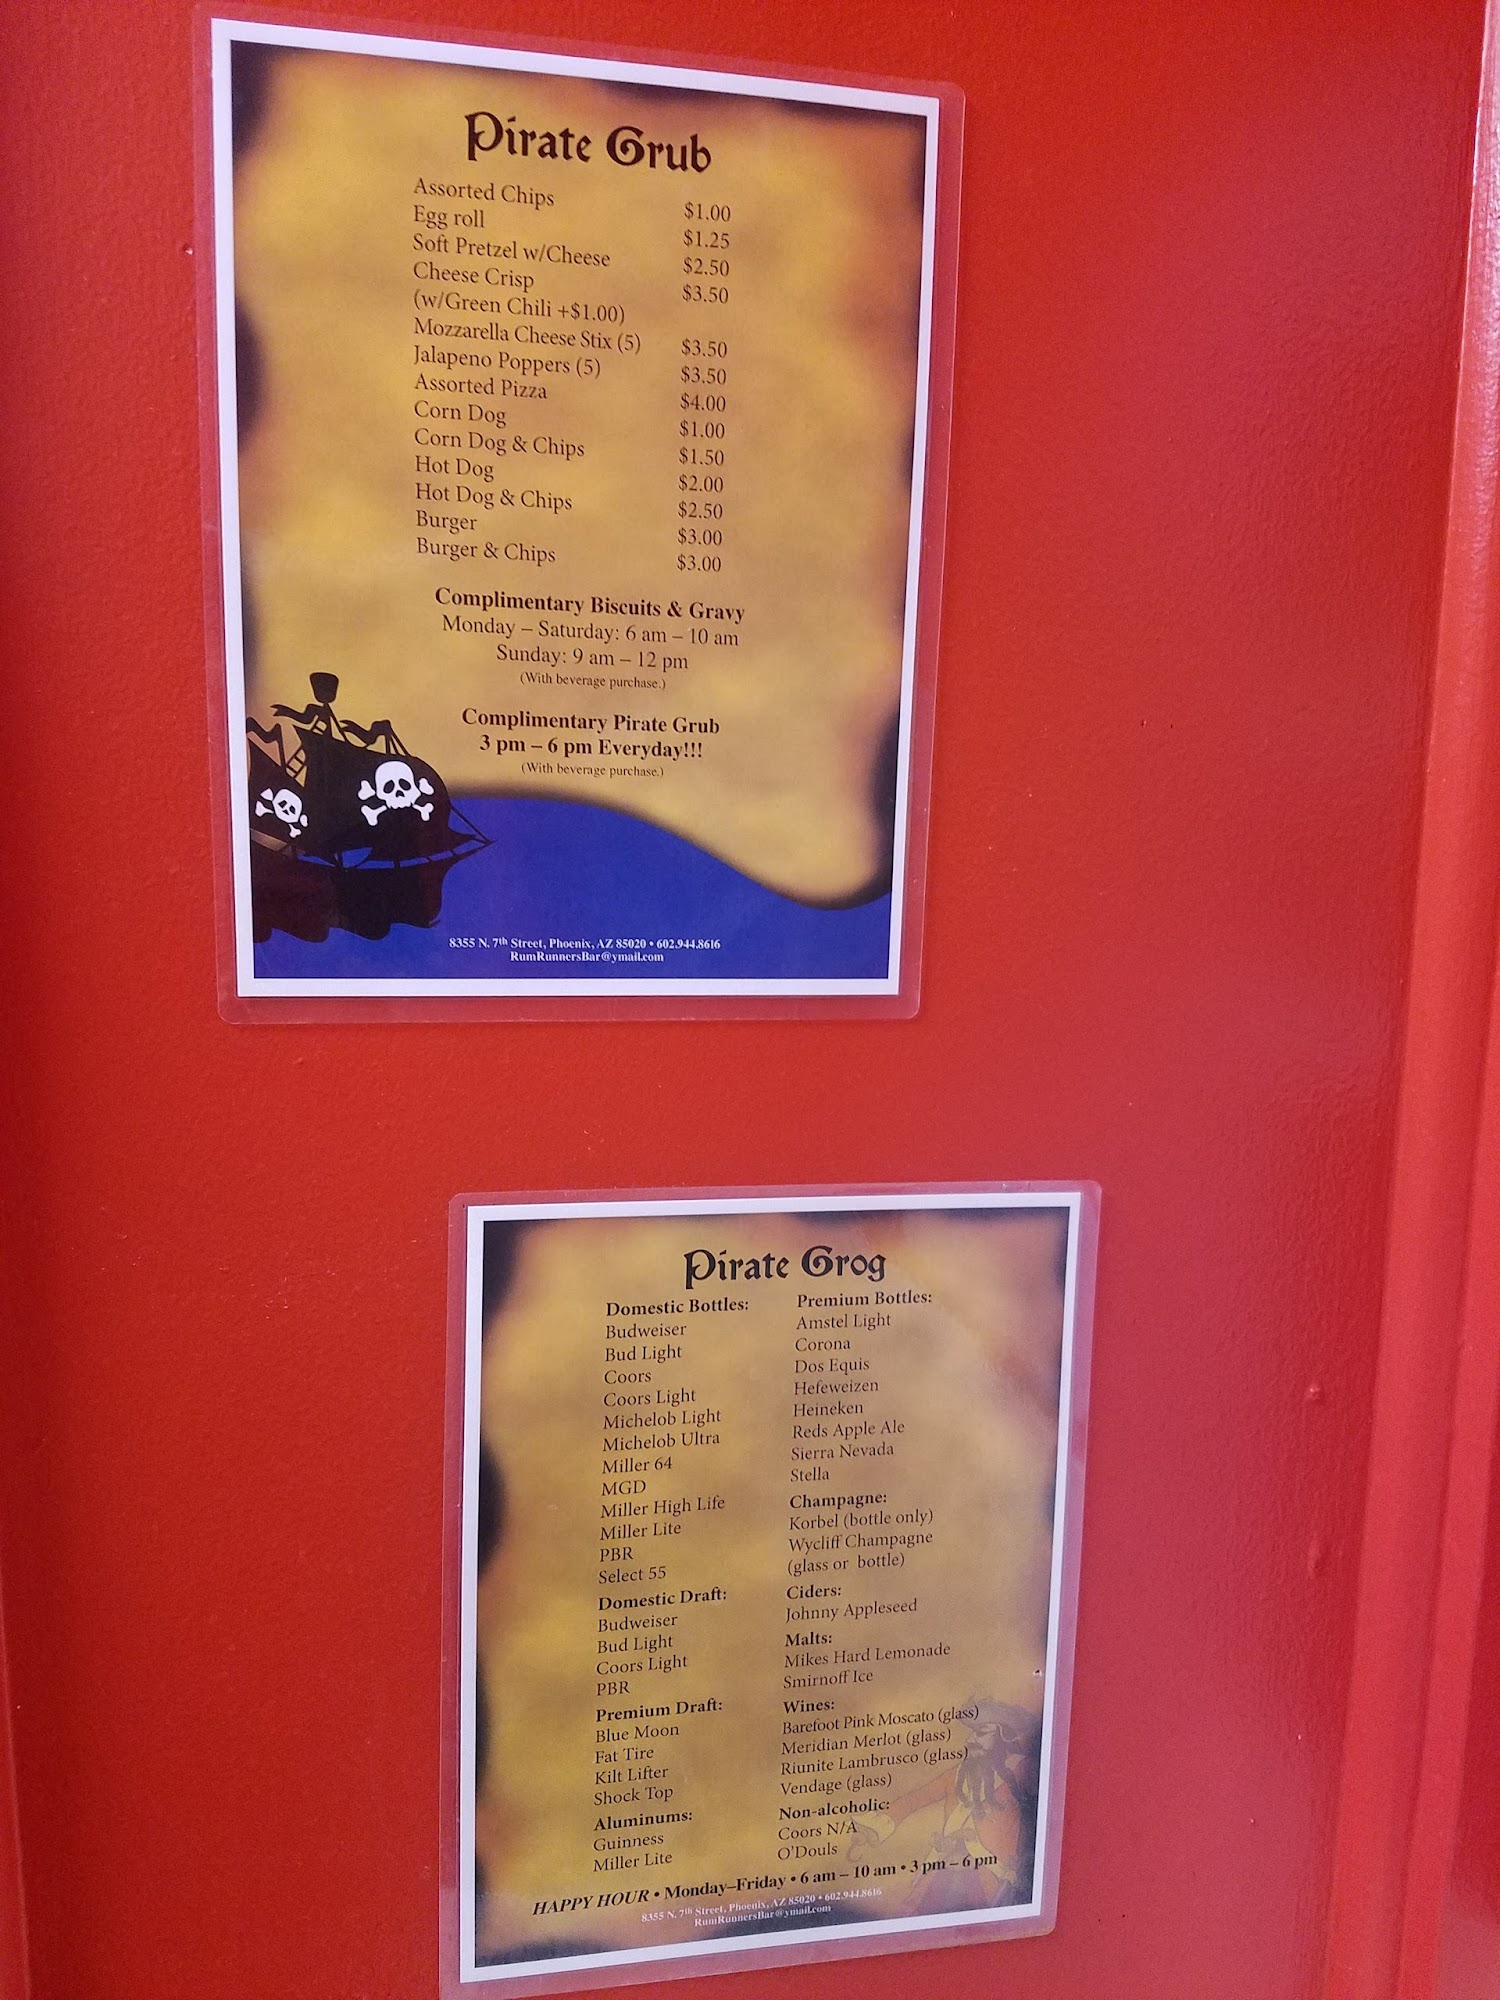 Pirate Grub
Assorted Chips $1.00
Egg roll $1.25
Soft Pretzel w/Cheese $2.50
Cheese Crisp $3.50
(w/Green Chili +$1.00)
Mozzarella Cheese Stix (5) $3.50
Jalapeno Poppers (5) $3.50
Assorted Pizza $4.00
Corn Dog $1.00
Corn Dog & Chips $1.50
Hot Dog $2.00
Hot Dog & Chips $2.50
Burger $3.00
Burger & Chips $3.00
Complimentary Biscuits & Gravy
Monday – Saturday: 6 am – 10 am
Sunday: 9 am – 12 pm
(With beverage purchase.)
Complimentary Pirate Grub
3 pm – 6 pm Everyday!!!
(With beverage purchase.)
8355 N. 7th Street, Phoenix, AZ 85020 • 602.944.8616
RumRunnersBar@ymail.com
Pirate Grog
Domestic Bottles:
Budweiser
Bud Light
Coors
Coors Light
Michelob Light
Michelob Ultra
Miller 64
MGD
Miller High Life
Miller Lite
PBR
Select 55
Domestic Draft:
Budweiser
Bud Light
Coors Light
PBR
Premium Draft:
Blue Moon
Fat Tire
Kilt Lifter
Shock Top
Aluminums:
Guinness
Miller Lite
Premium Bottles:
Amstel Light
Corona
Dos Equis
Hefeweizen
Heineken
Reds Apple Ale
Sierra Nevada
Stella
Champagne:
Korbel (bottle only)
Wycliff Champagne
(glass or bottle)
Ciders:
Johnny Appleseed
Malts:
Mikes Hard Lemonade
Smirnoff Ice
Wines:
Barefoot Pink Moscato (glass)
Meridian Merlot (glass)
Riunite Lambrusco (glass)
Vendage (glass)
Non-alcoholic:
Coors N/A
O'Douls
HAPPY HOUR • Monday–Friday • 6 am – 10 am • 3 pm – 6 pm
8355 N. 7th Street, Phoenix, AZ 85020 • 602.944.8616
RumRunnersBar@ymail.com